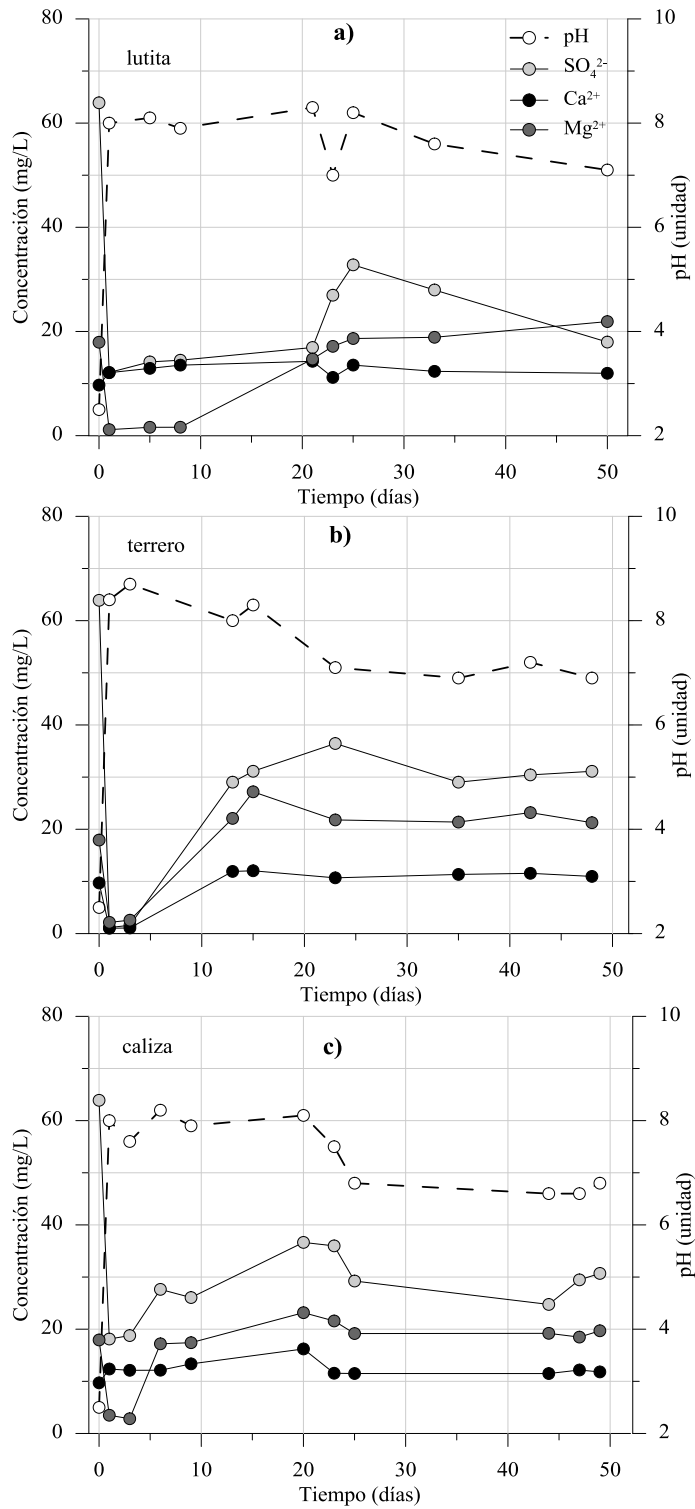 a)
lutita
pH
SO₄²⁻
Ca²⁺
Mg²⁺
Concentración (mg/L)
80
60
40
20
0
pH (unidad)
10
8
6
4
2
0 10 20 30 40 50
Tiempo (días)
b)
terrero
Concentración (mg/L)
80
60
40
20
0
pH (unidad)
10
8
6
4
2
0 10 20 30 40 50
Tiempo (días)
c)
caliza
Concentración (mg/L)
80
60
40
20
0
pH (unidad)
10
8
6
4
2
0 10 20 30 40 50
Tiempo (días)